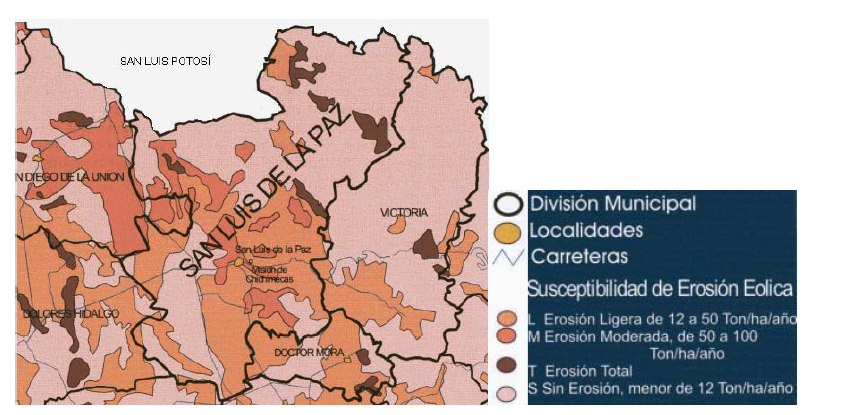 SAN LUIS POTOSÍ
SAN LUIS DE LA PAZ
N DIEGO DE LA UNION
VICTORIA
San Luis de la Paz
Misión de
Chichimecas
DOLORES HIDALGO
DOCTOR MORA
División Municipal
Localidades
Carreteras
Susceptibilidad de Erosión Eolica
L Erosión Ligera de 12 a 50 Ton/ha/año
M Erosión Moderada, de 50 a 100
Ton/ha/año
T Erosión Total
S Sin Erosión, menor de 12 Ton/ha/año